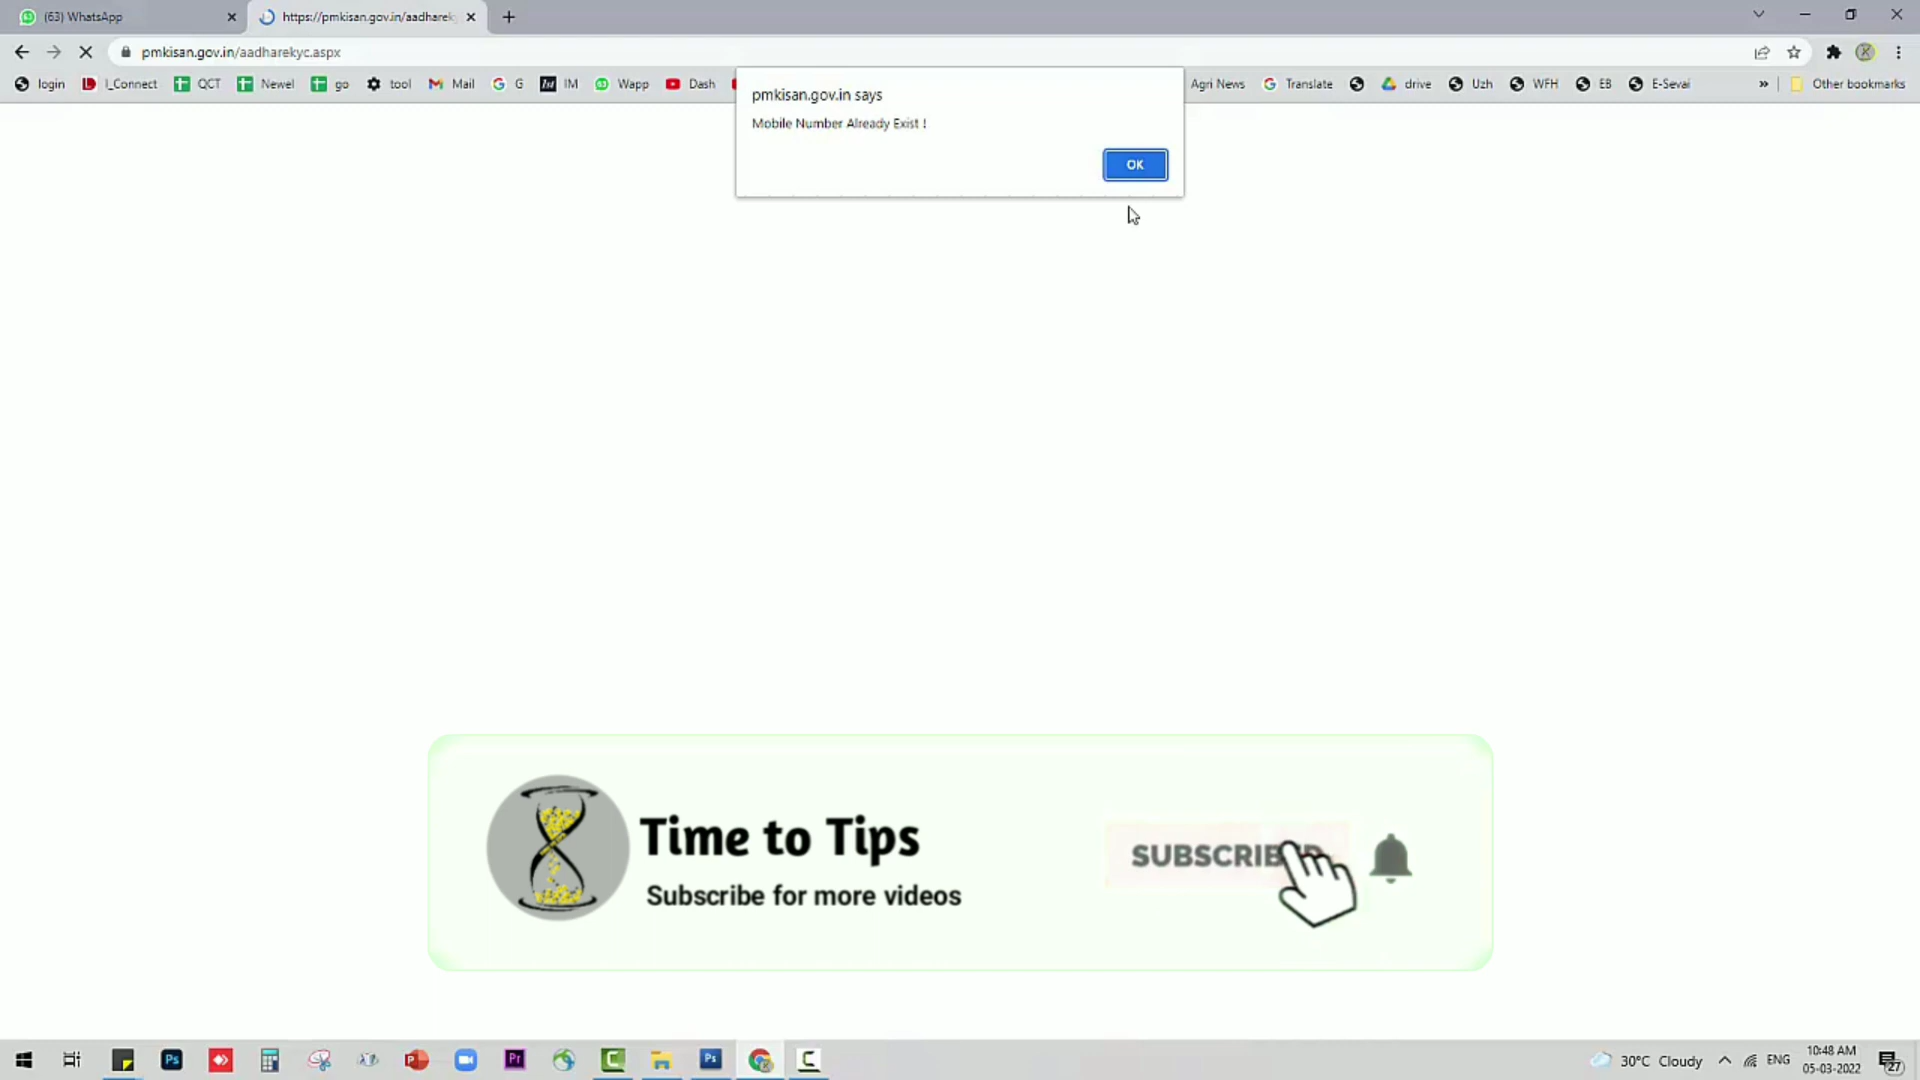 (63) WhatsApp
https://pmkisan.gov.in/aadharek
pmkisan.gov.in/aadharekyc.aspx
login I_Connect QCT Newel go tool Mail G IM Wapp Dash Agri News Translate drive Uzh WFH EB E-Sevai » Other bookmarks
pmkisan.gov.in says
Mobile Number Already Exist !
OK
Time to Tips
Subscribe for more videos
30°C Cloudy
ENG
10:48 AM
05-03-2022
27